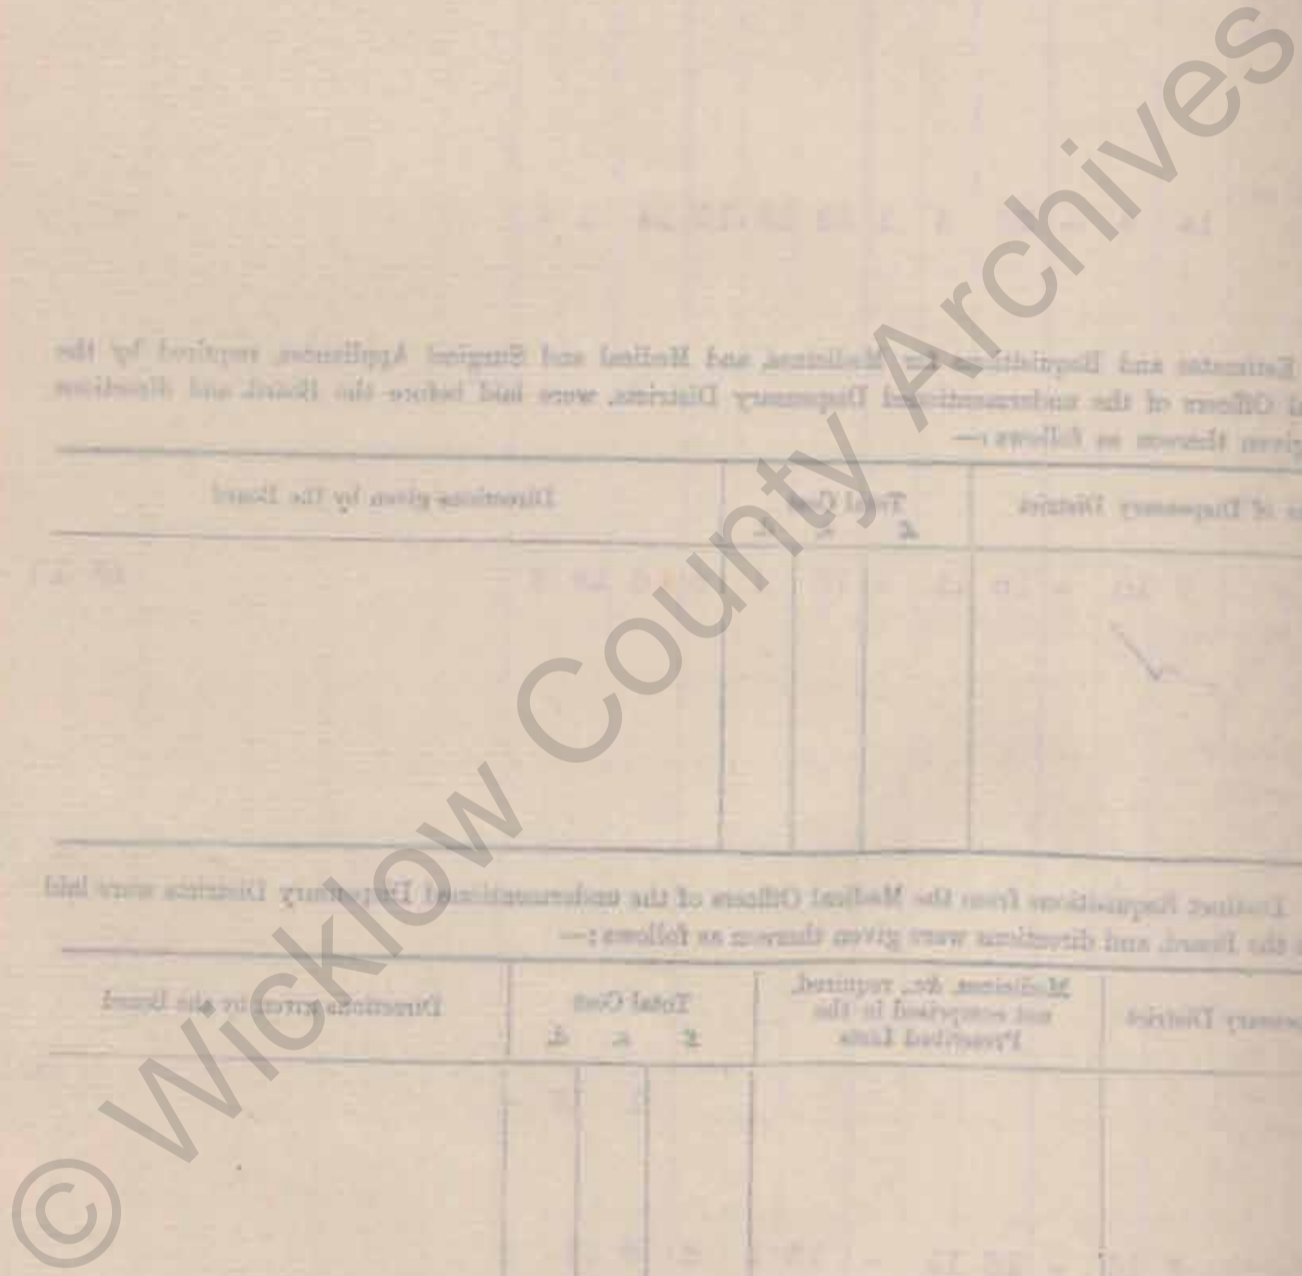 Estimates and Requisitions for Medicines, and Medical and Surgical Appliances, required by the
al Officers of the undermentioned Dispensary Districts, were laid before the Board, and directions
given thereon as follows:—
e of Dispensary District
Total Cost
£ s. d.
Directions given by the Board
Distinct Requisitions from the Medical Officers of the undermentioned Dispensary Districts were laid
the Board, and directions were given thereon as follows:—
pensary District
Medicines, &c., required,
not comprised in the
Prescribed Lists
Total Cost
£ s. d.
Directions given by the Board
© Wicklow County Archives